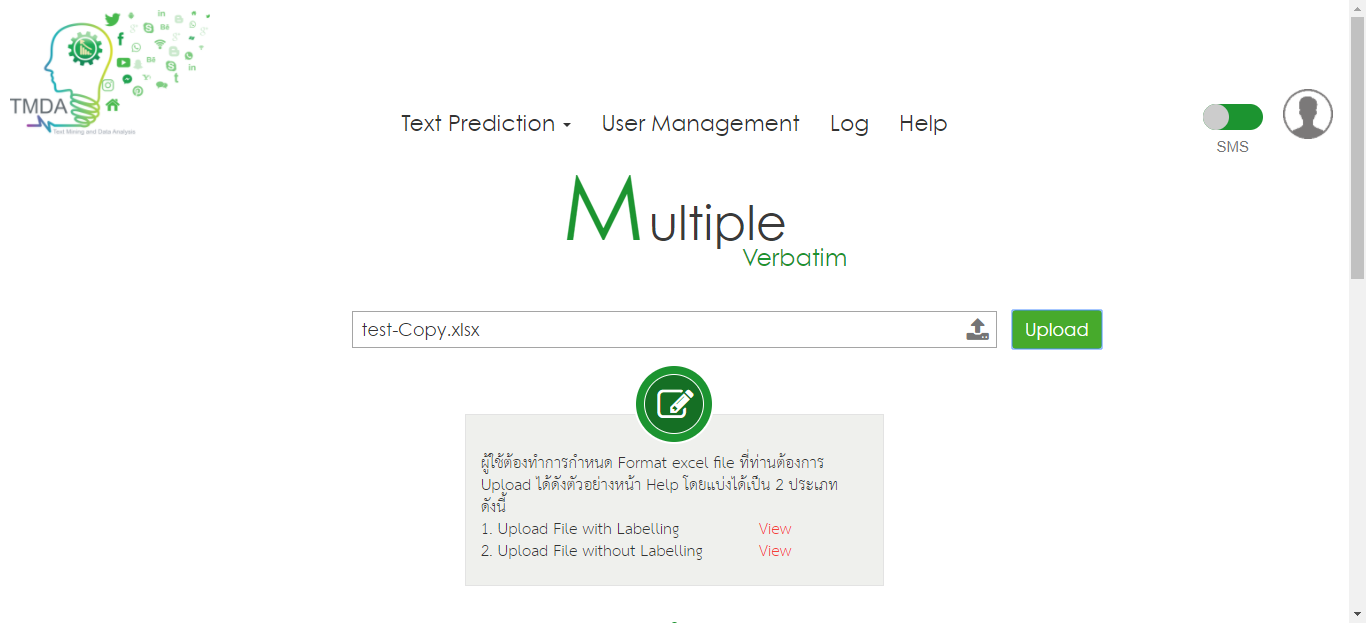 TMDA
Text Mining and Data Analysis
Text Prediction
User Management
Log
Help
SMS
Multiple
Verbatim
test-Copy.xlsx
Upload
ผู้ใช้ต้องทำการกำหนด Format excel file ที่ท่านต้องการ
Upload ได้ดังตัวอย่างหน้า Help โดยแบ่งได้เป็น 2 ประเภท
ดังนี้
1. Upload File with Labelling View
2. Upload File without Labelling View